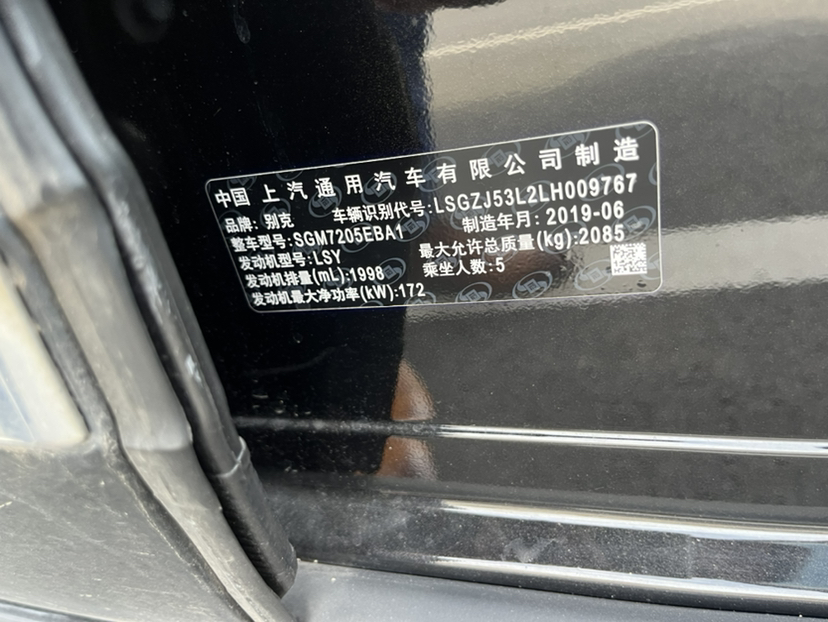 中国 上汽通用汽车有限公司制造
品牌: 别克 车辆识别代号:LSGZJ53L2LH009767
整车型号:SGM7205EBA1 制造年月: 2019-06
发动机型号:LSY 最大允许总质量(kg):2085
发动机排量(mL):1998 乘坐人数:5
发动机最大净功率(kW):172